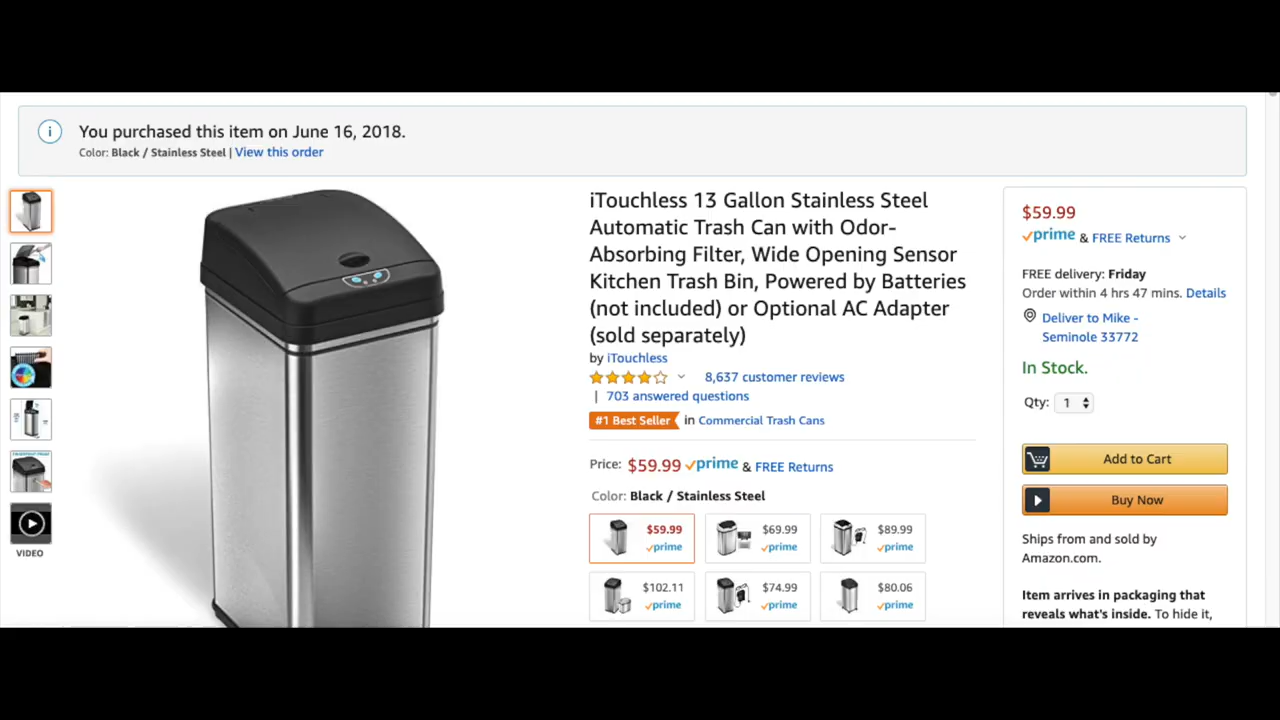 You purchased this item on June 16, 2018.
Color: Black / Stainless Steel | View this order
iTouchless 13 Gallon Stainless Steel
Automatic Trash Can with Odor-
Absorbing Filter, Wide Opening Sensor
Kitchen Trash Bin, Powered by Batteries
(not included) or Optional AC Adapter
(sold separately)
by iTouchless
8,637 customer reviews
| 703 answered questions
#1 Best Seller in Commercial Trash Cans
Price: $59.99 prime & FREE Returns
Color: Black / Stainless Steel
$59.99
prime
$69.99
prime
$89.99
prime
$102.11
prime
$74.99
prime
$80.06
prime
VIDEO
$59.99
prime & FREE Returns
FREE delivery: Friday
Order within 4 hrs 47 mins. Details
Deliver to Mike -
Seminole 33772
In Stock.
Qty: 1
Add to Cart
Buy Now
Ships from and sold by
Amazon.com.
Item arrives in packaging that
reveals what's inside. To hide it,